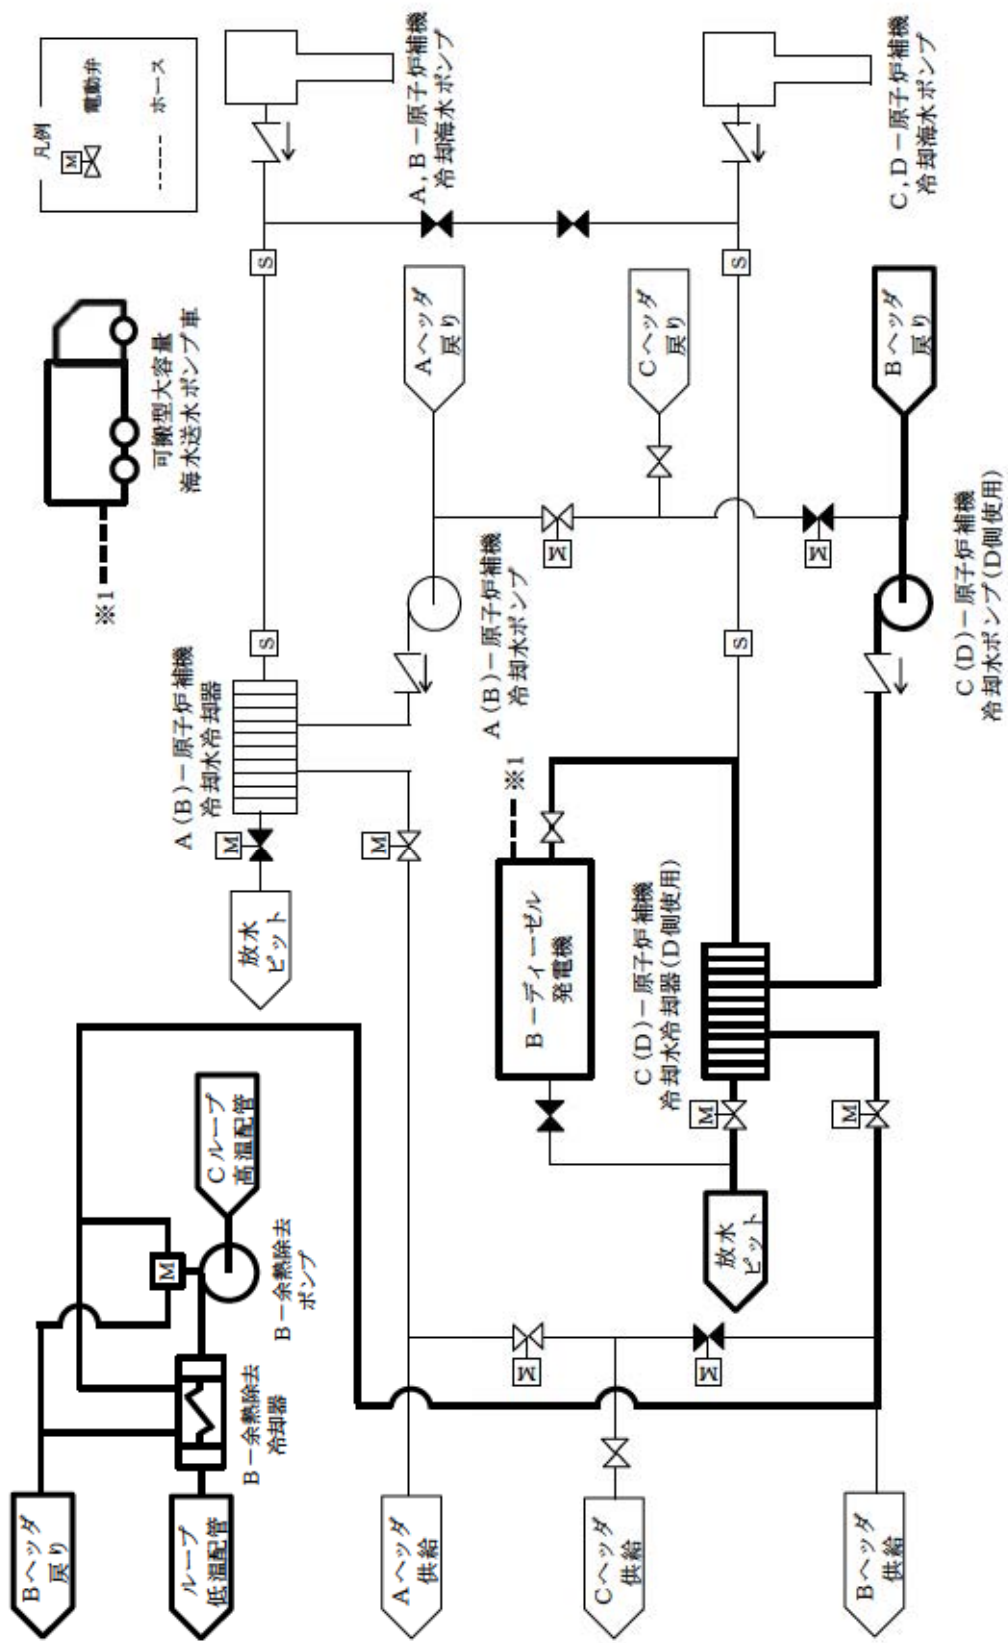 凡例
M
電動弁
ホース
可搬型大容量
海水送水ポンプ車
※1
A,B－原子炉補機
冷却海水ポンプ
C,D－原子炉補機
冷却海水ポンプ
S
S
S
S
Aヘッダ
戻り
Cヘッダ
戻り
Bヘッダ
戻り
M
M
A(B)－原子炉補機
冷却水冷却器
A(B)－原子炉補機
冷却水ポンプ
C(D)－原子炉補機
冷却水ポンプ(D側使用)
M
M
放水
ピット
※1
B－ディーゼル
発電機
C(D)－原子炉補機
冷却水冷却器(D側使用)
M
M
放水
ピット
Cループ
高温配管
M
B－余熱除去
ポンプ
B－余熱除去
冷却器
M
M
Bヘッダ
戻り
ループ
低温配管
Aヘッダ
供給
Cヘッダ
供給
Bヘッダ
供給